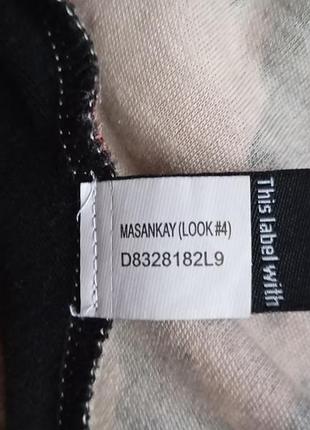 MASANKAY (LOOK #4)
D8328182L9
This label with